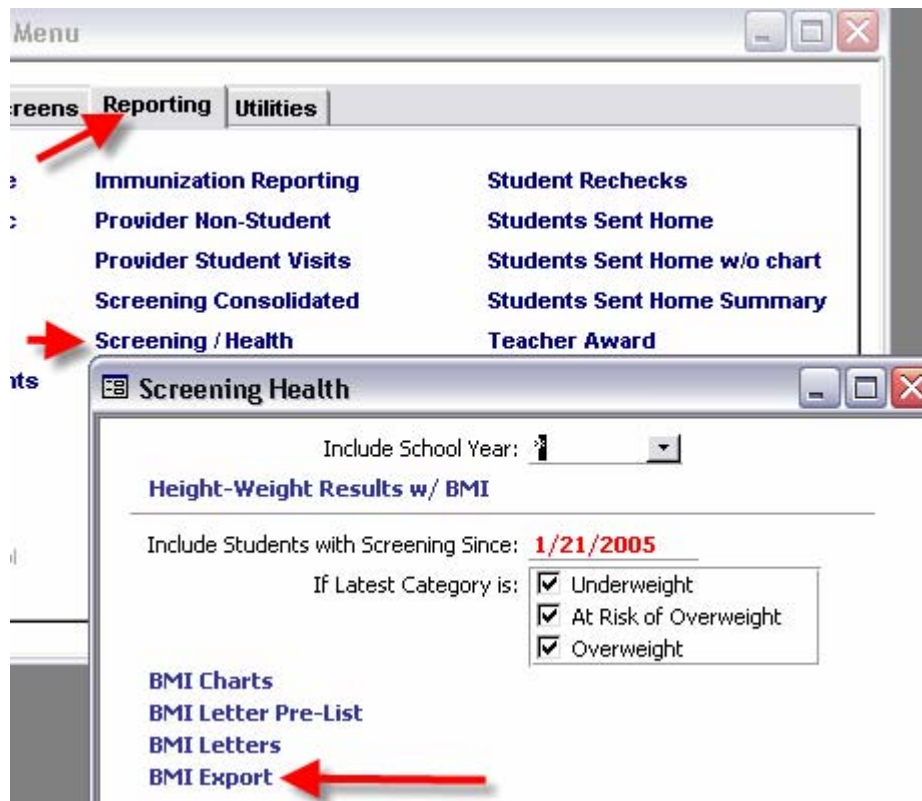 Menu
reens Reporting Utilities
e Immunization Reporting Student Rechecks
c Provider Non-Student Students Sent Home
Provider Student Visits Students Sent Home w/o chart
Screening Consolidated Students Sent Home Summary
Screening / Health Teacher Award
nts
Screening Health
Include School Year: *
Height-Weight Results w/ BMI
Include Students with Screening Since: 1/21/2005
If Latest Category is: Underweight
At Risk of Overweight
Overweight
BMI Charts
BMI Letter Pre-List
BMI Letters
BMI Export